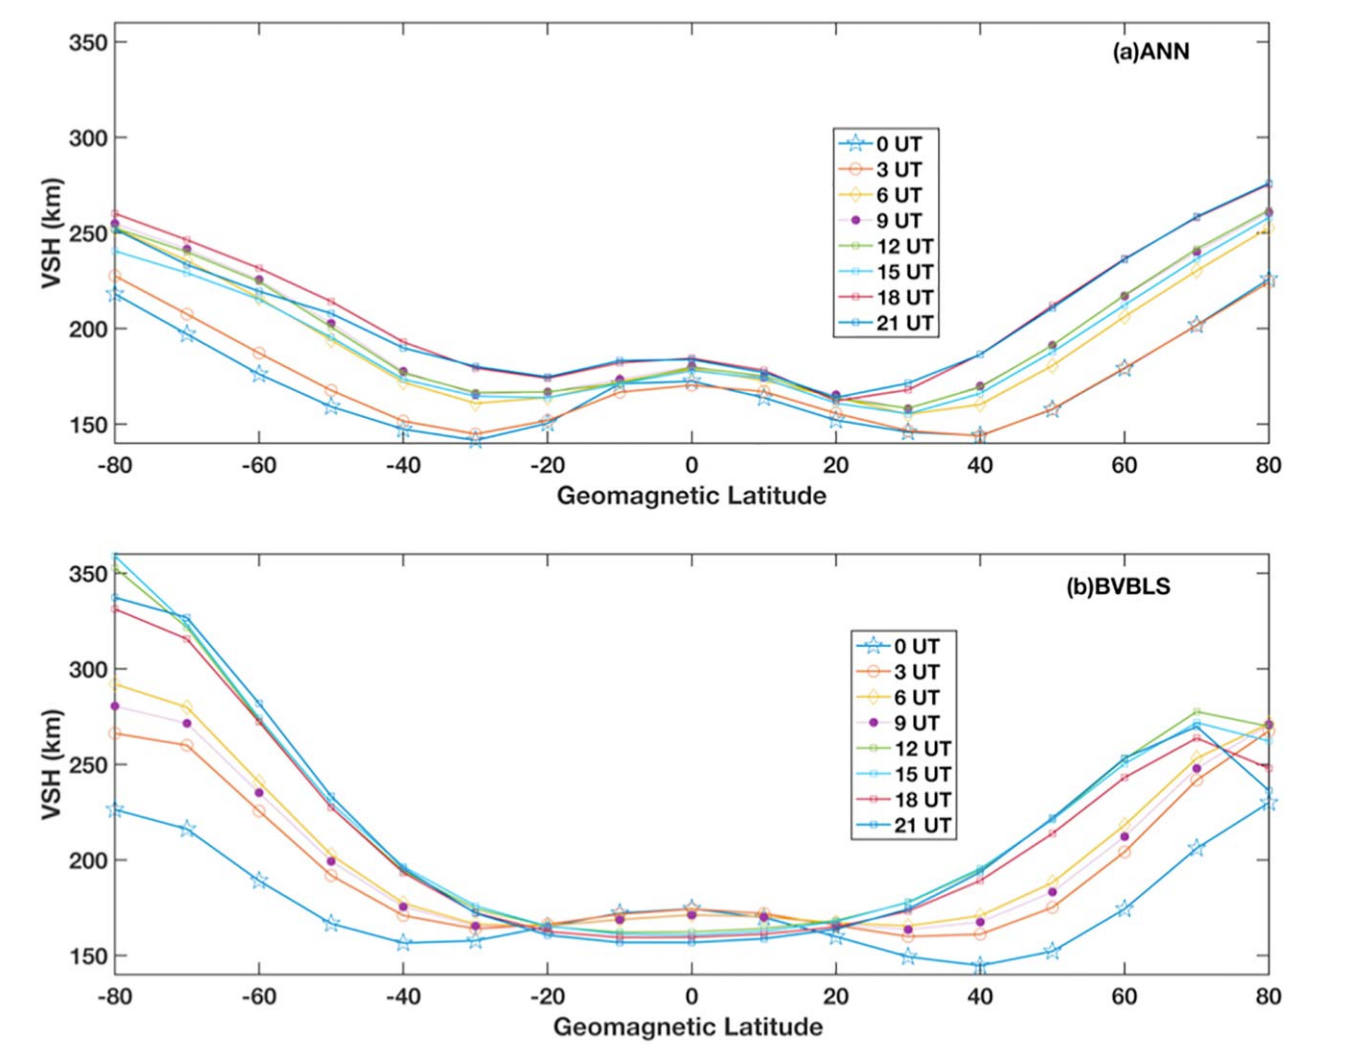 (a)ANN
VSH (km)
350
300
250
200
150
0 UT
3 UT
6 UT
9 UT
12 UT
15 UT
18 UT
21 UT
-80 -60 -40 -20 0 20 40 60 80
Geomagnetic Latitude
(b)BVBLS
VSH (km)
350
300
250
200
150
0 UT
3 UT
6 UT
9 UT
12 UT
15 UT
18 UT
21 UT
-80 -60 -40 -20 0 20 40 60 80
Geomagnetic Latitude